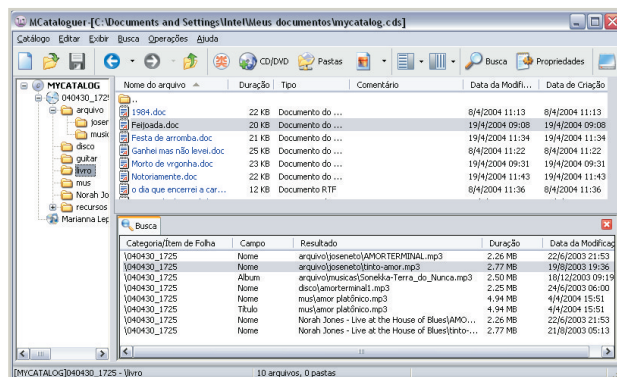 MCataloguer-[C:\Documents and Settings\Intel\Meus documentos\mycatalog.cds]
Catálogo Editar Exibir Busca Operações Ajuda
CD/DVD Pastas Busca Propriedades
MYCATALOG
040430_172
arquivo
joser
music
disco
guitar
livro
mus
Norah Jo
recursos
Marianna Lep
Nome do arquivo Duração Tipo Comentário Data da Modifi... Data de Criação
..
1984.doc 22 KB Documento do ... 8/4/2004 11:13 8/4/2004 11:13
Feijoada.doc 20 KB Documento do ... 19/4/2004 09:08 19/4/2004 09:08
Festa de arromba.doc 21 KB Documento do ... 19/4/2004 11:34 19/4/2004 11:34
Ganhei mas não levei.doc 25 KB Documento do ... 8/4/2004 11:22 8/4/2004 11:22
Morto de vrgonha.doc 23 KB Documento do ... 19/4/2004 09:31 19/4/2004 09:31
Notoriamente.doc 22 KB Documento do ... 19/4/2004 11:43 19/4/2004 11:43
o dia que encerrei a car... 12 KB Documento RTF 8/4/2004 11:36 8/4/2004 11:36
Busca
Categoria/Ítem de Folha Campo Resultado Duração Data da Modificaç
\040430_1725 Nome arquivo\joseneto\AMORTERMINAL.mp3 2.26 MB 22/6/2003 21:53
\040430_1725 Nome arquivo\joseneto\tinto-amor.mp3 2.77 MB 19/8/2003 19:36
\040430_1725 Álbum arquivo\musicas\Sonekka-Terra_do_Nunca.mp3 2.50 MB 18/12/2003 09:19
\040430_1725 Nome disco\amorterminal1.mp3 2.25 MB 24/6/2003 06:00
\040430_1725 Nome mus\amor platônico.mp3 4.94 MB 4/4/2004 15:51
\040430_1725 Título mus\amor platônico.mp3 4.94 MB 4/4/2004 15:51
\040430_1725 Nome Norah Jones - Live at the House of Blues\AMO... 2.26 MB 22/6/2003 21:53
\040430_1725 Nome Norah Jones - Live at the House of Blues\tinto-... 2.77 MB 21/8/2003 05:13
[MYCATALOG]040430_1725 - \livro 10 arquivos, 0 pastas